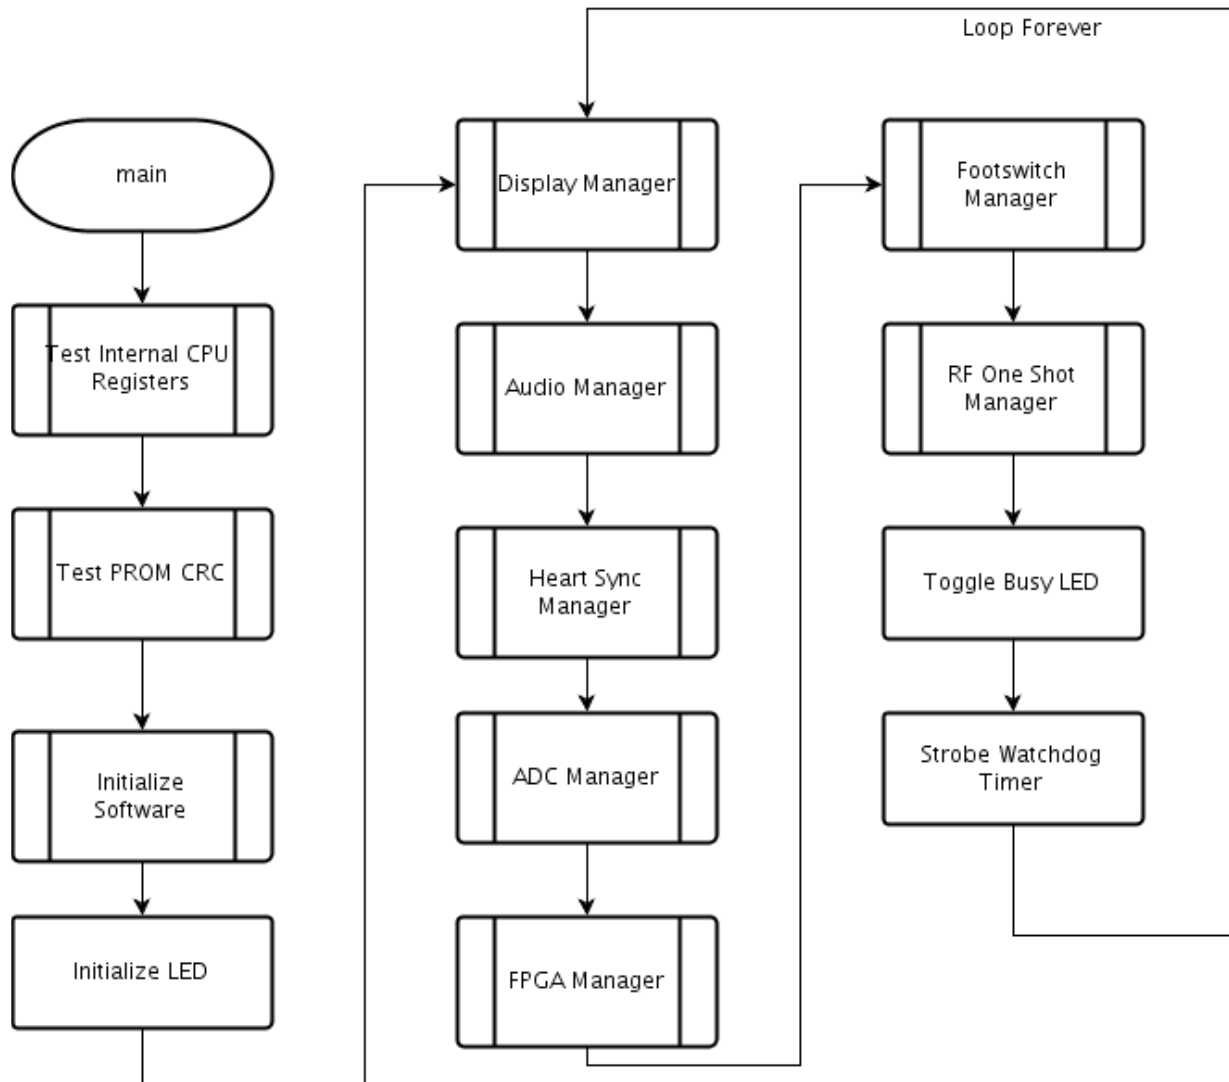 main
Test Internal CPU
Registers
Test PROM CRC
Initialize
Software
Initialize LED
Loop Forever
Display Manager
Audio Manager
Heart Sync
Manager
ADC Manager
FPGA Manager
Footswitch
Manager
RF One Shot
Manager
Toggle Busy LED
Strobe Watchdog
Timer